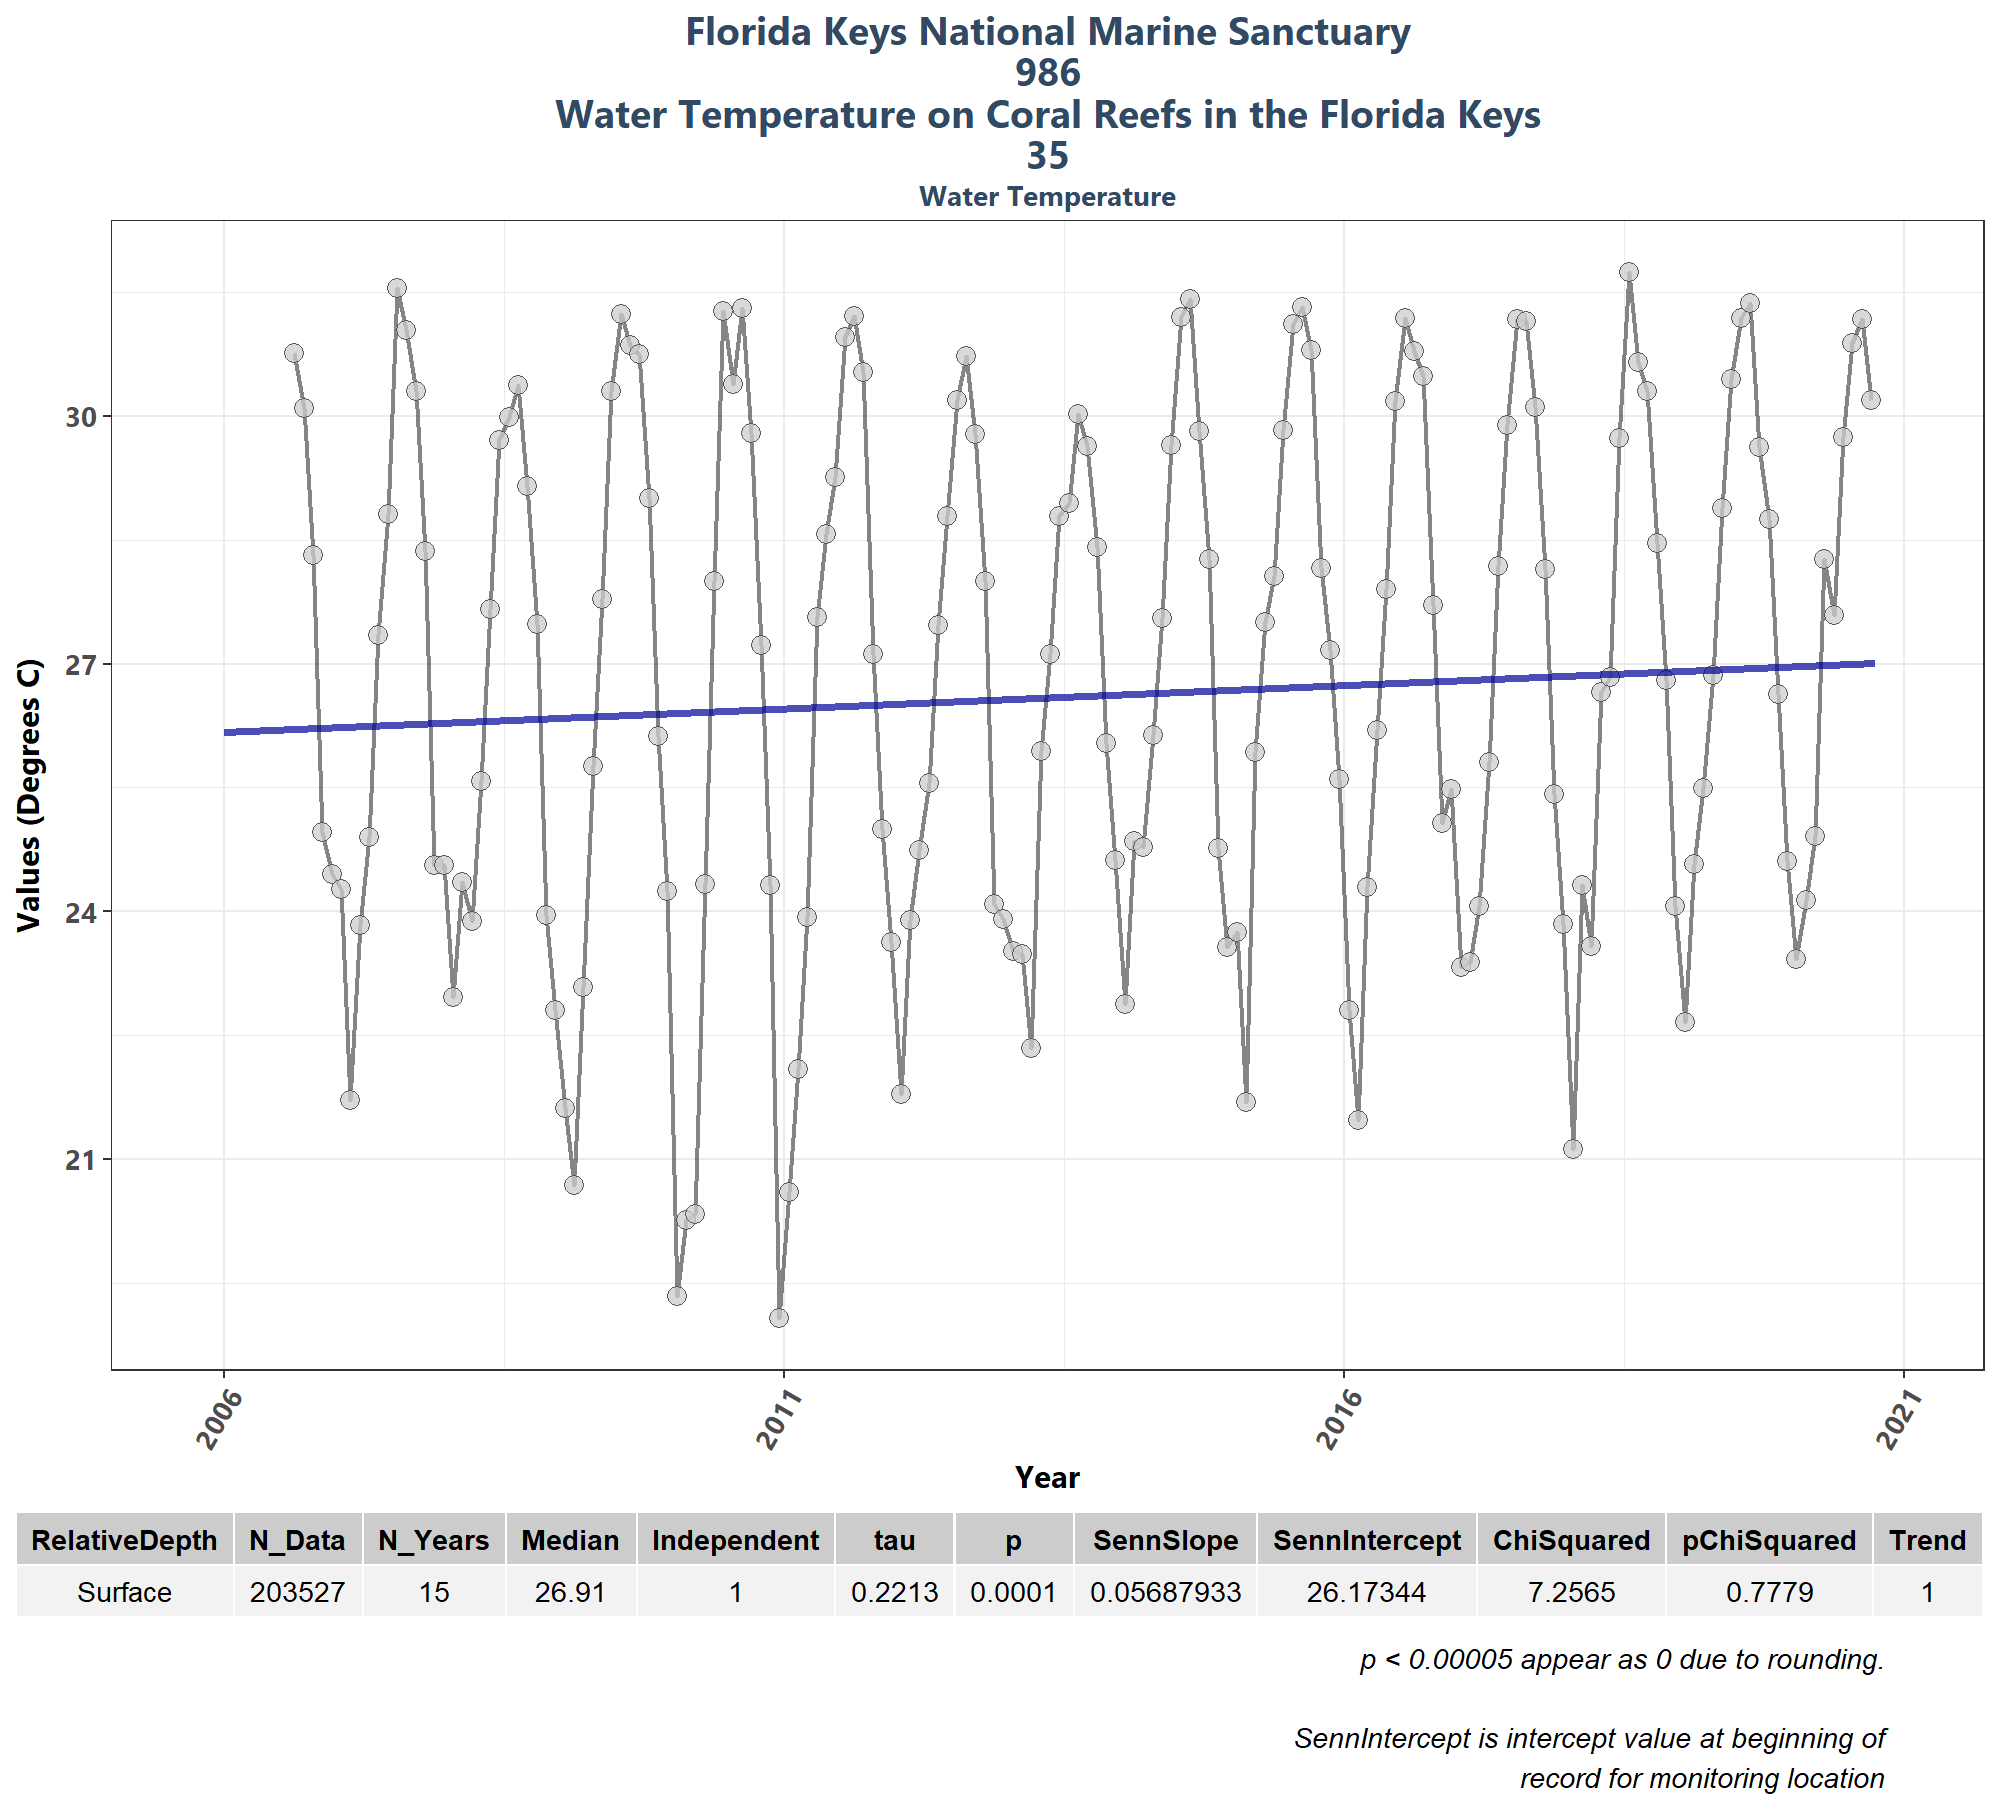 Florida Keys National Marine Sanctuary
986
Water Temperature on Coral Reefs in the Florida Keys
35
Water Temperature
Values (Degrees C)
30
27
24
21
2006 2011 2016 2021
Year
RelativeDepth N_Data N_Years Median Independent tau p SennSlope SennIntercept ChiSquared pChiSquared Trend
Surface 203527 15 26.91 1 0.2213 0.0001 0.05687933 26.17344 7.2565 0.7779 1
p < 0.00005 appear as 0 due to rounding.
SennIntercept is intercept value at beginning of
record for monitoring location